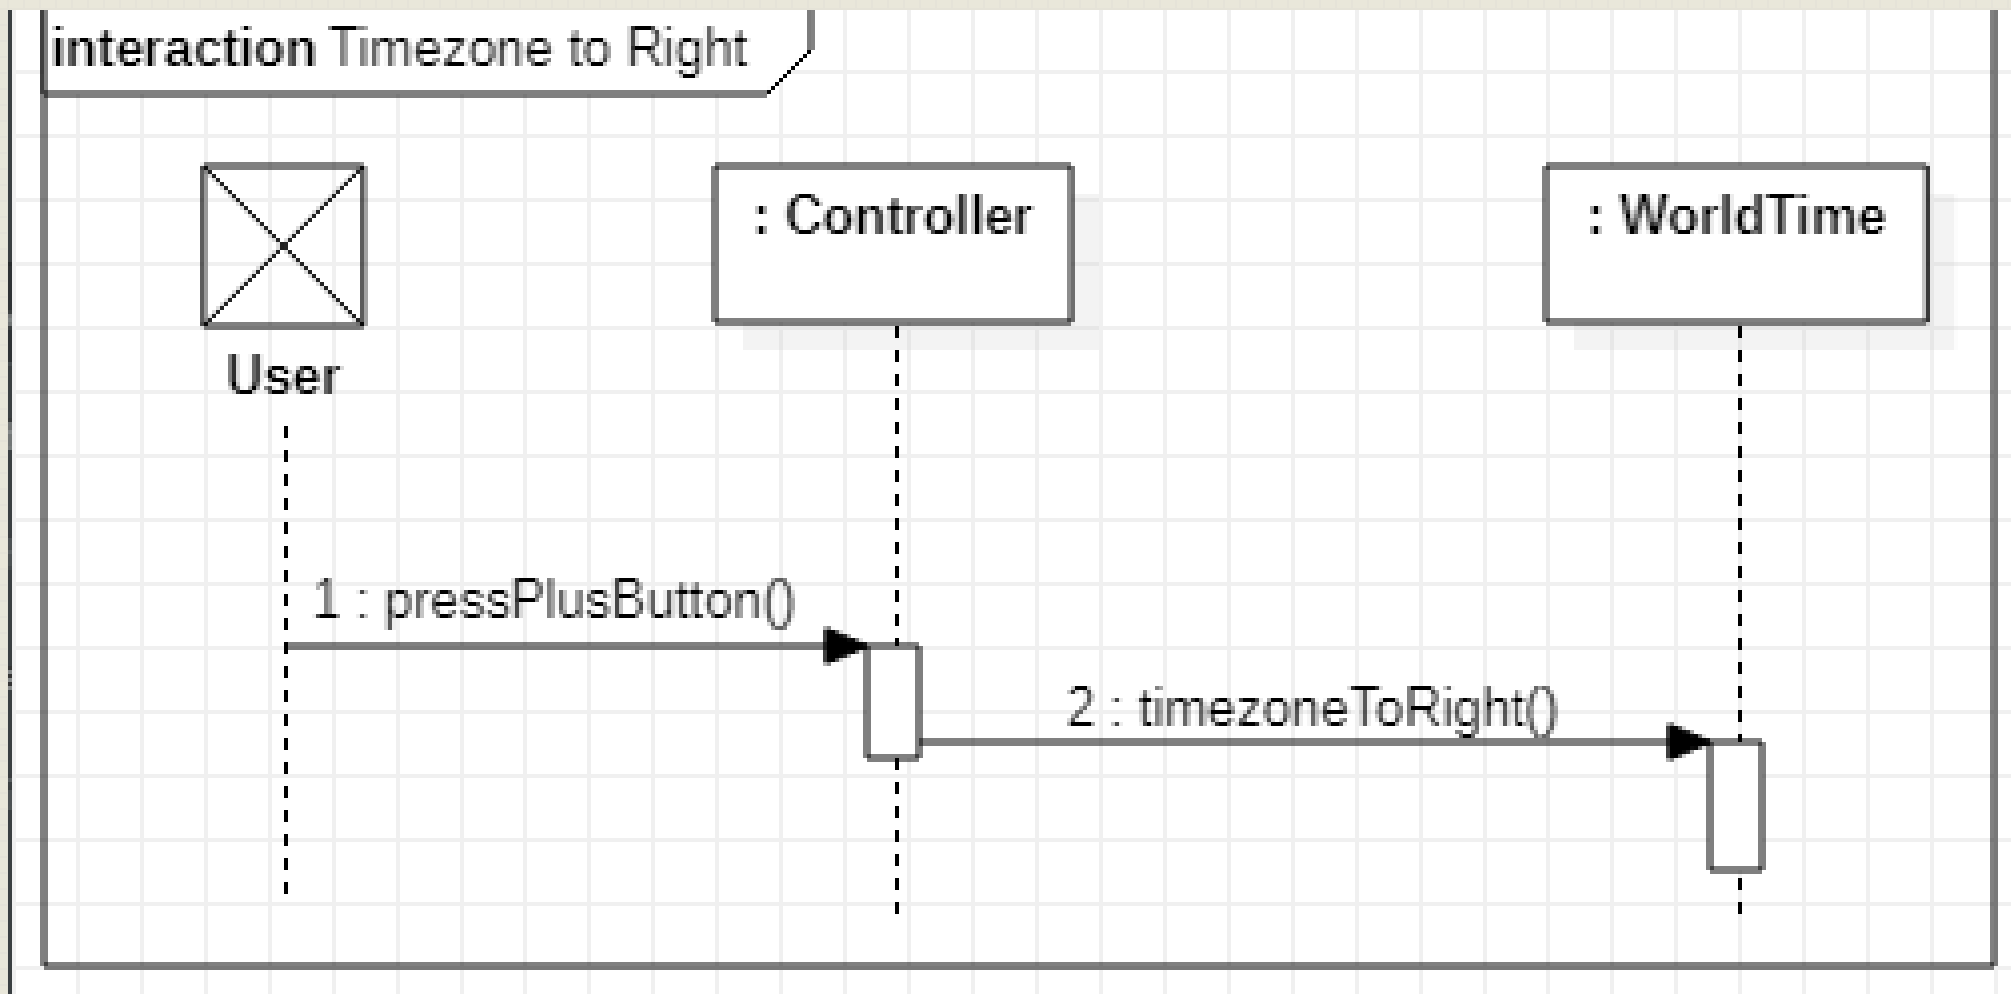 interaction Timezone to Right
: Controller
: WorldTime
User
1 : pressPlusButton()
2 : timezoneToRight()